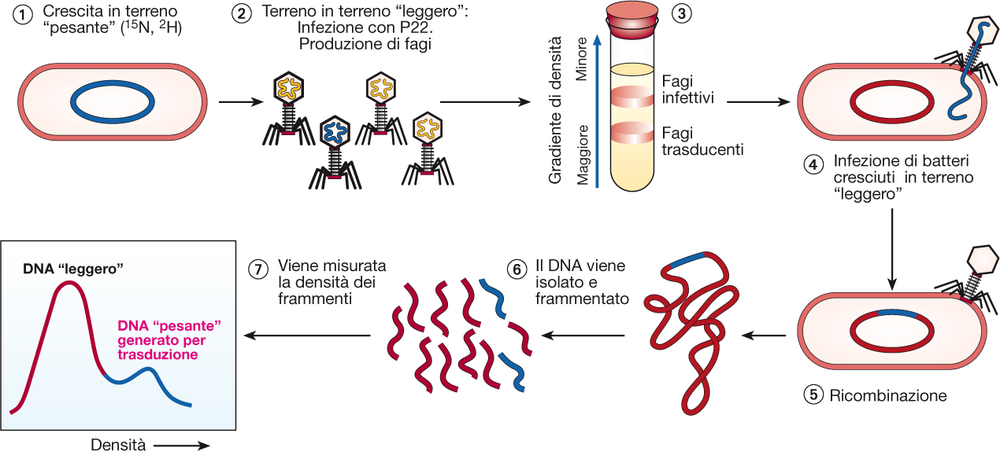 1 Crescita in terreno
“pesante” (¹⁵N, ²H)
2 Terreno in terreno “leggero”:
Infezione con P22.
Produzione di fagi
3
Gradiente di densità
Minore
Maggiore
Fagi
infettivi
Fagi
trasducenti
4 Infezione di batteri
cresciuti in terreno
“leggero”
5 Ricombinazione
6 Il DNA viene
isolato e
frammentato
7 Viene misurata
la densità dei
frammenti
DNA “leggero”
DNA “pesante”
generato per
trasduzione
Densità